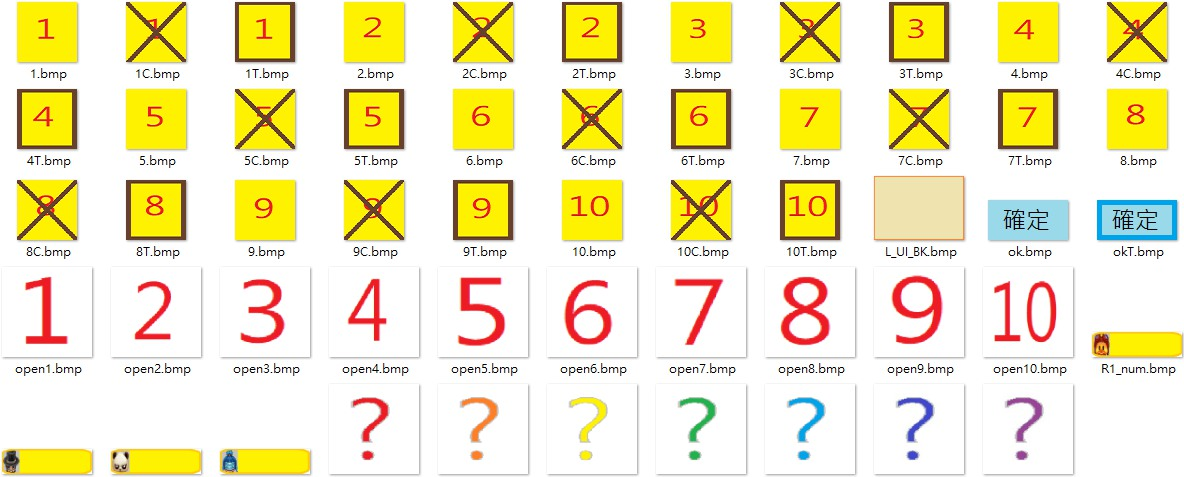 1 1 1 2 2 2 3 3 3 4 4
1.bmp 1C.bmp 1T.bmp 2.bmp 2C.bmp 2T.bmp 3.bmp 3C.bmp 3T.bmp 4.bmp 4C.bmp
4 5 5 5 6 6 6 7 7 7 8
4T.bmp 5.bmp 5C.bmp 5T.bmp 6.bmp 6C.bmp 6T.bmp 7.bmp 7C.bmp 7T.bmp 8.bmp
8 8 9 9 9 10 10 10 確定 確定
8C.bmp 8T.bmp 9.bmp 9C.bmp 9T.bmp 10.bmp 10C.bmp 10T.bmp L_UI_BK.bmp ok.bmp okT.bmp
1 2 3 4 5 6 7 8 9 10
open1.bmp open2.bmp open3.bmp open4.bmp open5.bmp open6.bmp open7.bmp open8.bmp open9.bmp open10.bmp R1_num.bmp
? ? ? ? ? ? ?